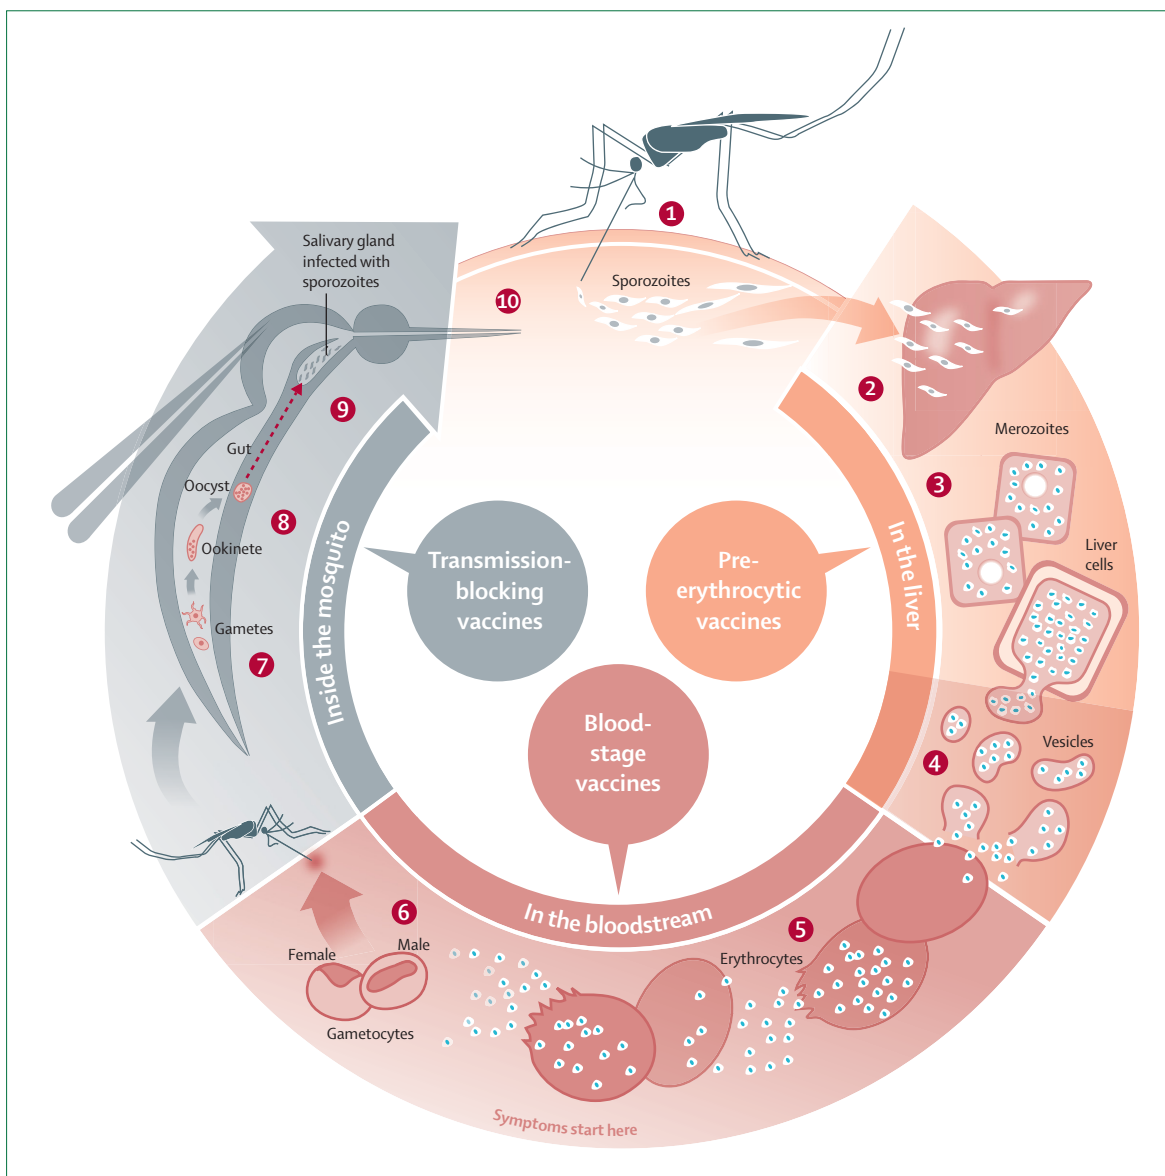 1
Salivary gland
infected with
sporozoites
10
Sporozoites
2
9
Merozoites
Gut
3
Oocyst
8
Ookinete
Liver
cells
Inside the mosquito
Transmission-
blocking
vaccines
Pre-
erythrocytic
vaccines
In the liver
Gametes
7
Blood-
stage
vaccines
Vesicles
4
6
In the bloodstream
5
Female
Male
Erythrocytes
Gametocytes
Symptoms start here